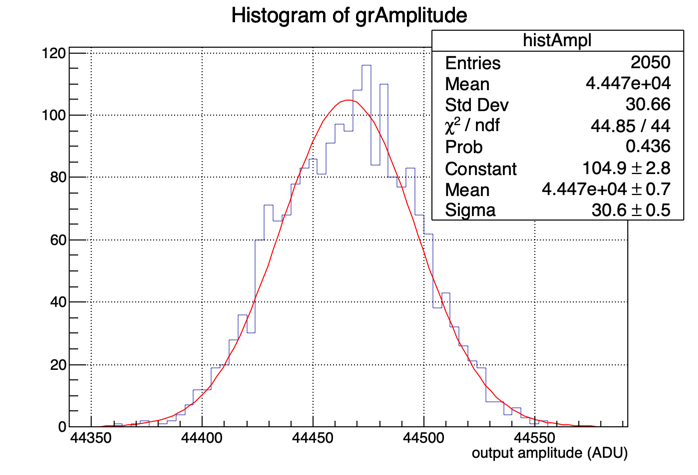 Histogram of grAmplitude
histAmpl
Entries 2050
Mean 4.447e+04
Std Dev 30.66
χ² / ndf 44.85 / 44
Prob 0.436
Constant 104.9 ± 2.8
Mean 4.447e+04 ± 0.7
Sigma 30.6 ± 0.5
120
100
80
60
40
20
0
44350 44400 44450 44500 44550
output amplitude (ADU)